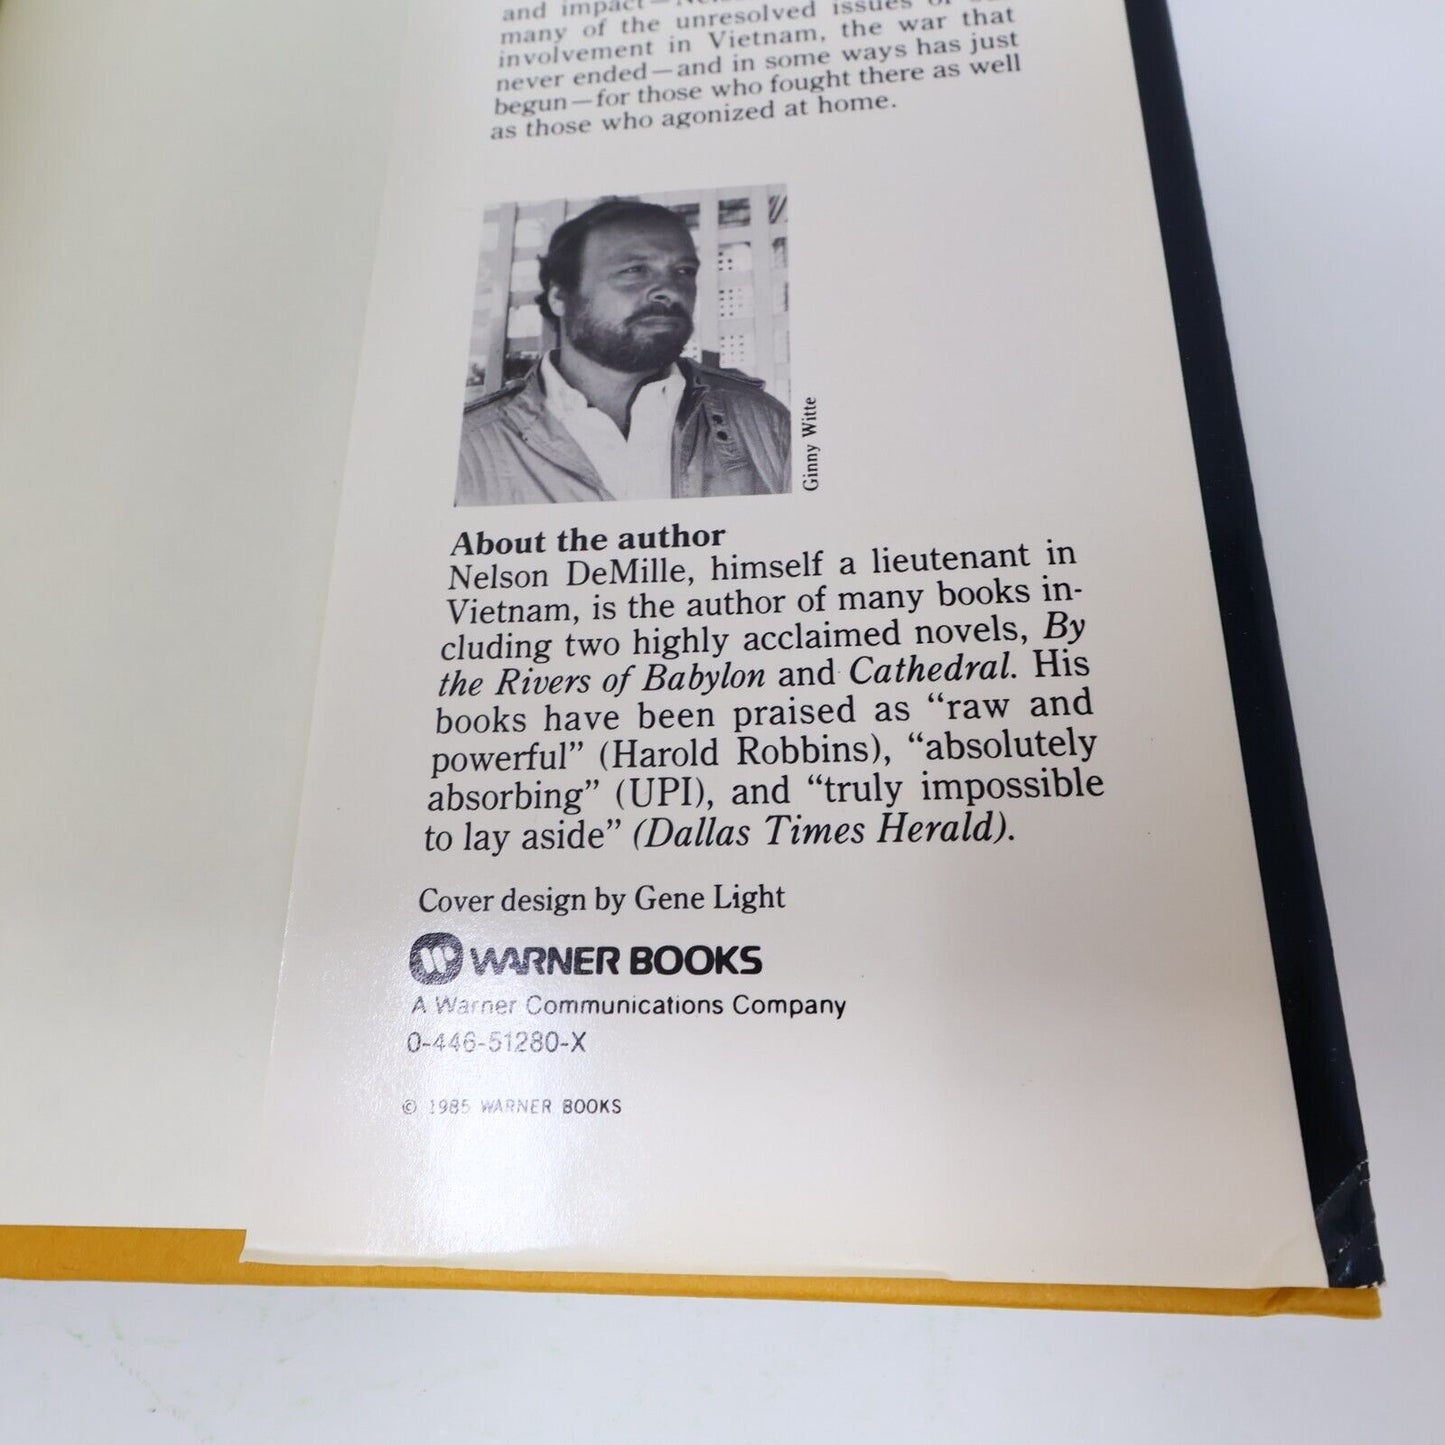 and impact—
many of the unresolved issues of our
involvement in Vietnam, the war that
never ended—and in some ways has just
begun—for those who fought there as well
as those who agonized at home.
Ginny Witte
About the author
Nelson DeMille, himself a lieutenant in
Vietnam, is the author of many books in-
cluding two highly acclaimed novels, By
the Rivers of Babylon and Cathedral. His
books have been praised as “raw and
powerful” (Harold Robbins), “absolutely
absorbing” (UPI), and “truly impossible
to lay aside” (Dallas Times Herald).
Cover design by Gene Light
WARNER BOOKS
A Warner Communications Company
0-446-51280-X
© 1985 WARNER BOOKS